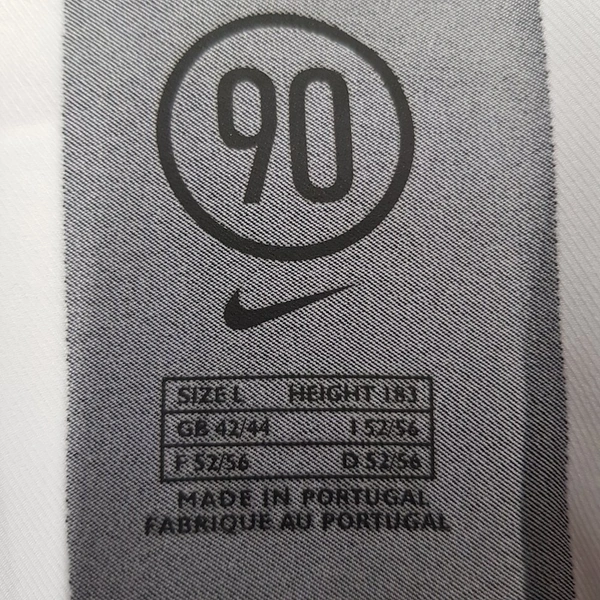 90
SIZE L HEIGHT 183
GB 42/44 I 52/56
F 52/56 D 52/56
MADE IN PORTUGAL
FABRIQUE AU PORTUGAL